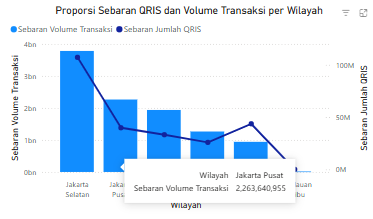 Proporsi Sebaran QRIS dan Volume Transaksi per Wilayah
Sebaran Volume Transaksi Sebaran Jumlah QRIS
Sebaran Volume Transaksi
4bn
3bn
2bn
1bn
0bn
100M
50M
0M
Sebaran Jumlah QRIS
Jakarta
Selatan
Wilayah Jakarta Pusat
Sebaran Volume Transaksi 2,263,640,955
Wilayah